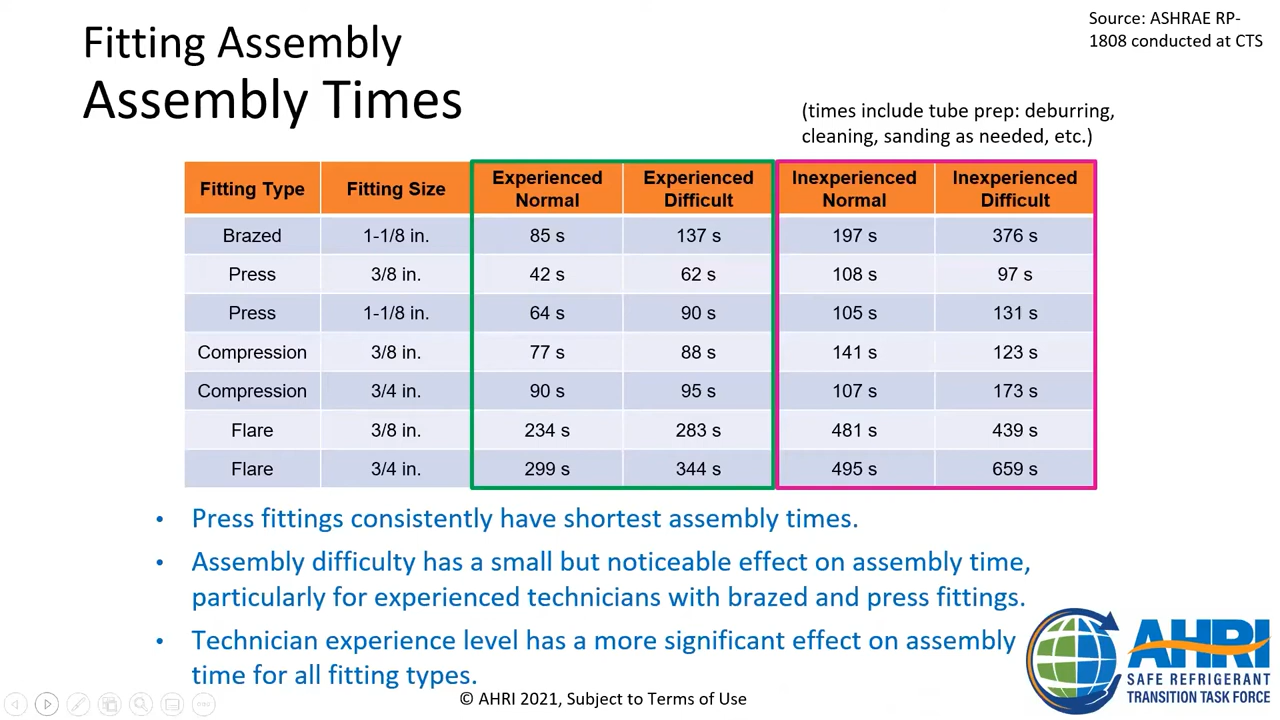 Source: ASHRAE RP-
1808 conducted at CTS
Fitting Assembly
Assembly Times
(times include tube prep: deburring,
cleaning, sanding as needed, etc.)
Fitting Type Fitting Size Experienced Normal Experienced Difficult Inexperienced Normal Inexperienced Difficult
Brazed 1-1/8 in. 85 s 137 s 197 s 376 s
Press 3/8 in. 42 s 62 s 108 s 97 s
Press 1-1/8 in. 64 s 90 s 105 s 131 s
Compression 3/8 in. 77 s 88 s 141 s 123 s
Compression 3/4 in. 90 s 95 s 107 s 173 s
Flare 3/8 in. 234 s 283 s 481 s 439 s
Flare 3/4 in. 299 s 344 s 495 s 659 s
• Press fittings consistently have shortest assembly times.
• Assembly difficulty has a small but noticeable effect on assembly time,
particularly for experienced technicians with brazed and press fittings.
• Technician experience level has a more significant effect on assembly
time for all fitting types.
© AHRI 2021, Subject to Terms of Use
AHRI
SAFE REFRIGERANT
TRANSITION TASK FORCE